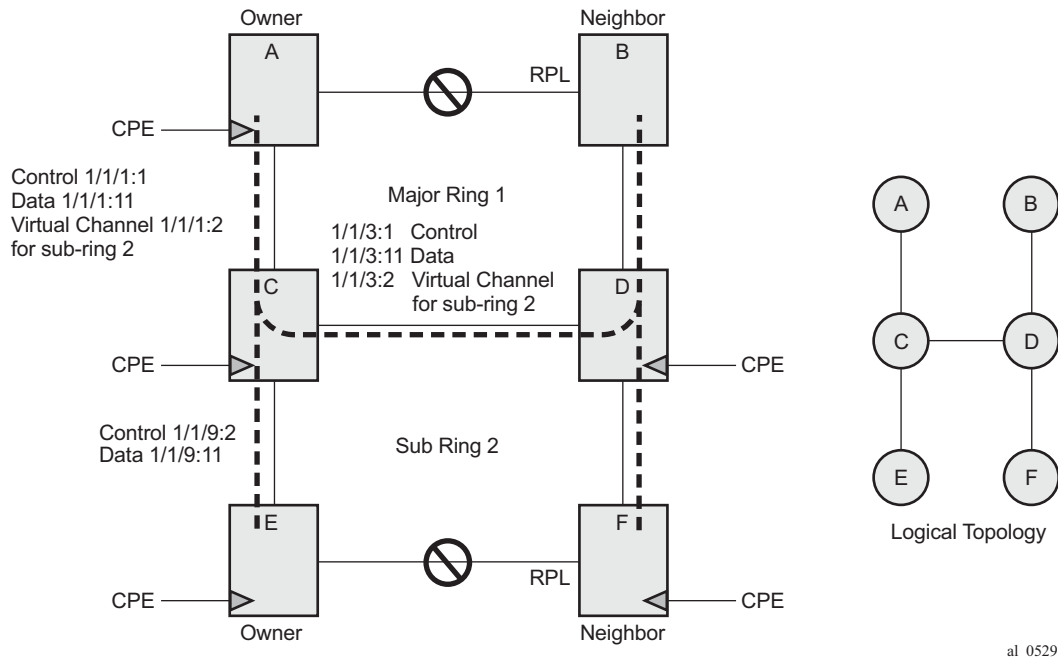 Owner
Neighbor
A
B
RPL
CPE
Control 1/1/1:1
Data 1/1/1:11
Virtual Channel 1/1/1:2
for sub-ring 2
Major Ring 1
1/1/3:1 Control
1/1/3:11 Data
1/1/3:2 Virtual Channel
for sub-ring 2
C
D
CPE
CPE
Control 1/1/9:2
Data 1/1/9:11
Sub Ring 2
E
F
RPL
CPE
CPE
Owner
Neighbor
A
B
C
D
E
F
Logical Topology
al_0529